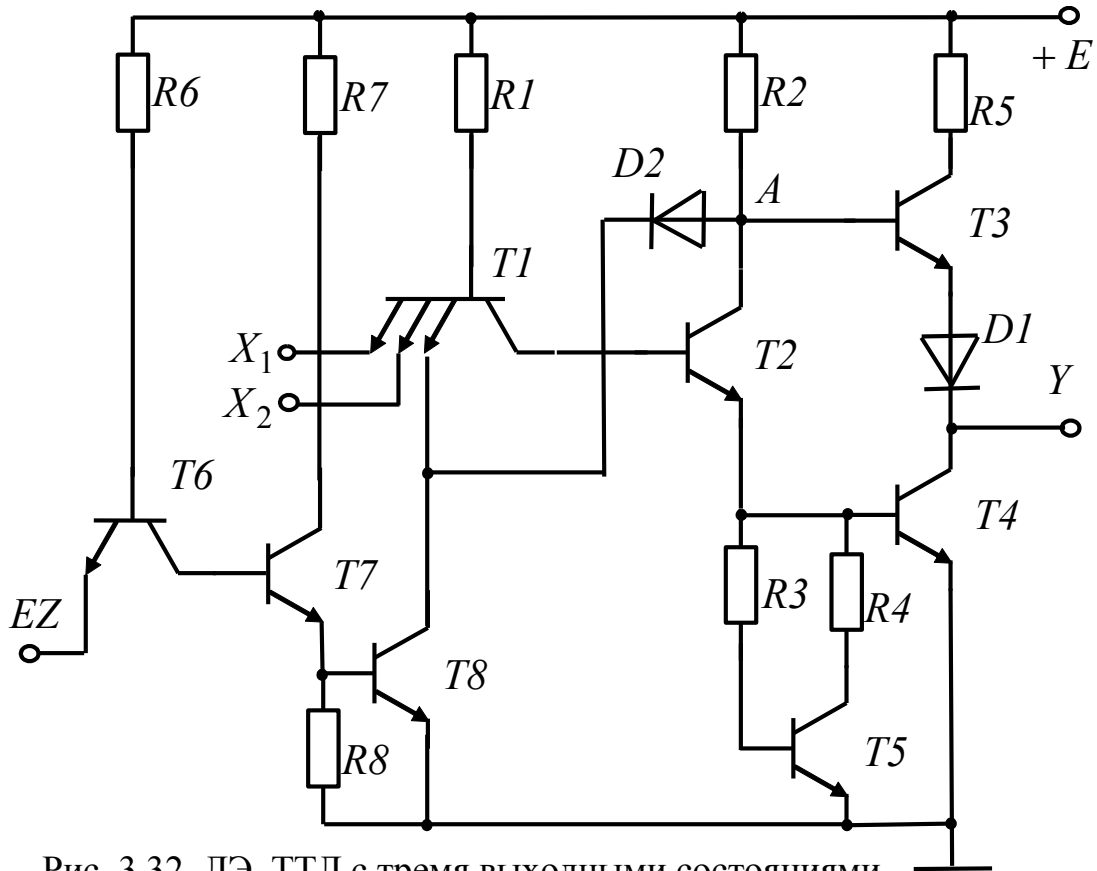 + E
R6
R7
R1
R2
R5
D2
A
T3
T1
D1
X1
T2
Y
X2
T6
T4
T7
R3
R4
EZ
T8
R8
T5
Рис. 3.32. ЛЭ ТТЛ с тремя выходными состояниями